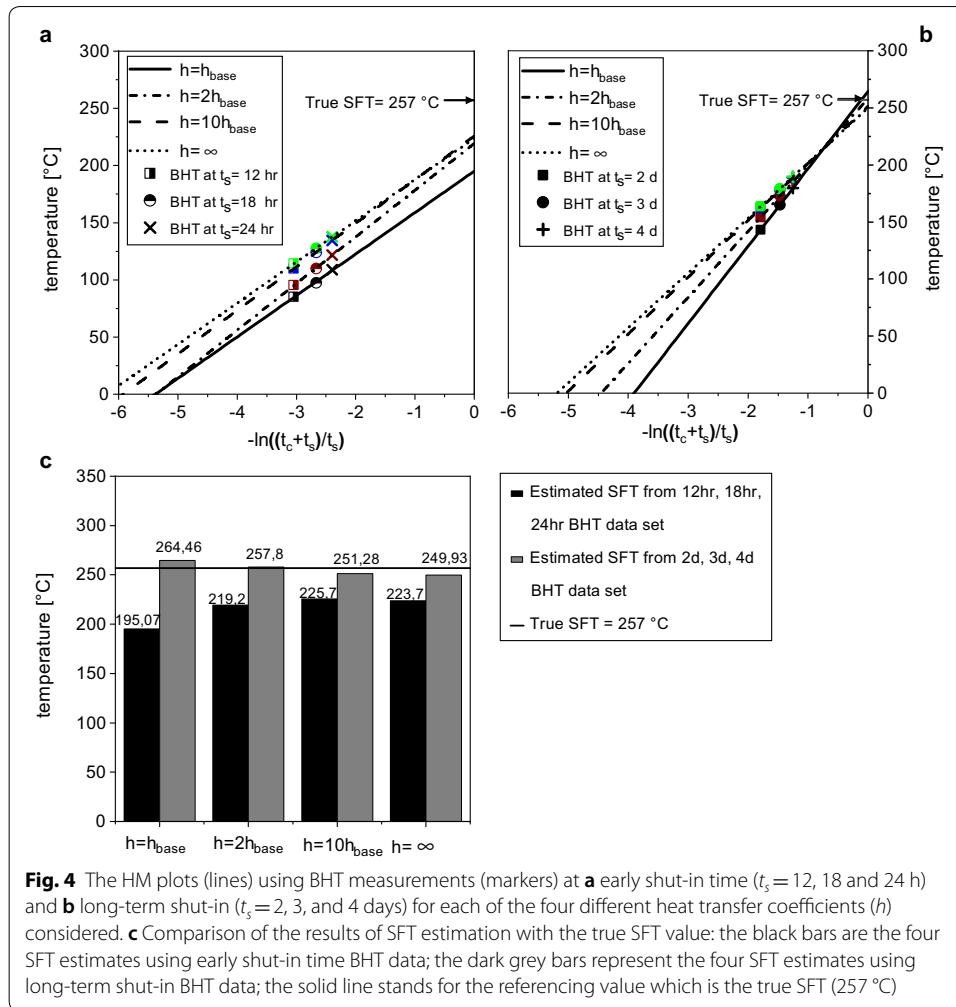 a
b
300
250
200
150
100
50
0
temperature [°C]
h=h_base
h=2h_base
h=10h_base
h= ∞
BHT at t_s= 12 hr
BHT at t_s=18 hr
BHT at t_s=24 hr
True SFT= 257 °C
-6 -5 -4 -3 -2 -1 0
-ln((t_c+t_s)/t_s)
h=h_base
h=2h_base
h=10h_base
h= ∞
BHT at t_s= 2 d
BHT at t_s= 3 d
BHT at t_s= 4 d
True SFT= 257 °C
300
250
200
150
100
50
0
temperature [°C]
-6 -5 -4 -3 -2 -1 0
-ln((t_c+t_s)/t_s)
c
350
300
250
200
150
100
50
0
temperature [°C]
195,07
264,46
219,2
257,8
225,7
251,28
223,7
249,93
h=h_base h=2h_base h=10h_base h= ∞
Estimated SFT from 12hr, 18hr,
24hr BHT data set
Estimated SFT from 2d, 3d, 4d
BHT data set
True SFT = 257 °C
Fig. 4 The HM plots (lines) using BHT measurements (markers) at a early shut-in time (t_s = 12, 18 and 24 h)
and b long-term shut-in (t_s = 2, 3, and 4 days) for each of the four different heat transfer coefficients (h)
considered. c Comparison of the results of SFT estimation with the true SFT value: the black bars are the four
SFT estimates using early shut-in time BHT data; the dark grey bars represent the four SFT estimates using
long-term shut-in BHT data; the solid line stands for the referencing value which is the true SFT (257 °C)